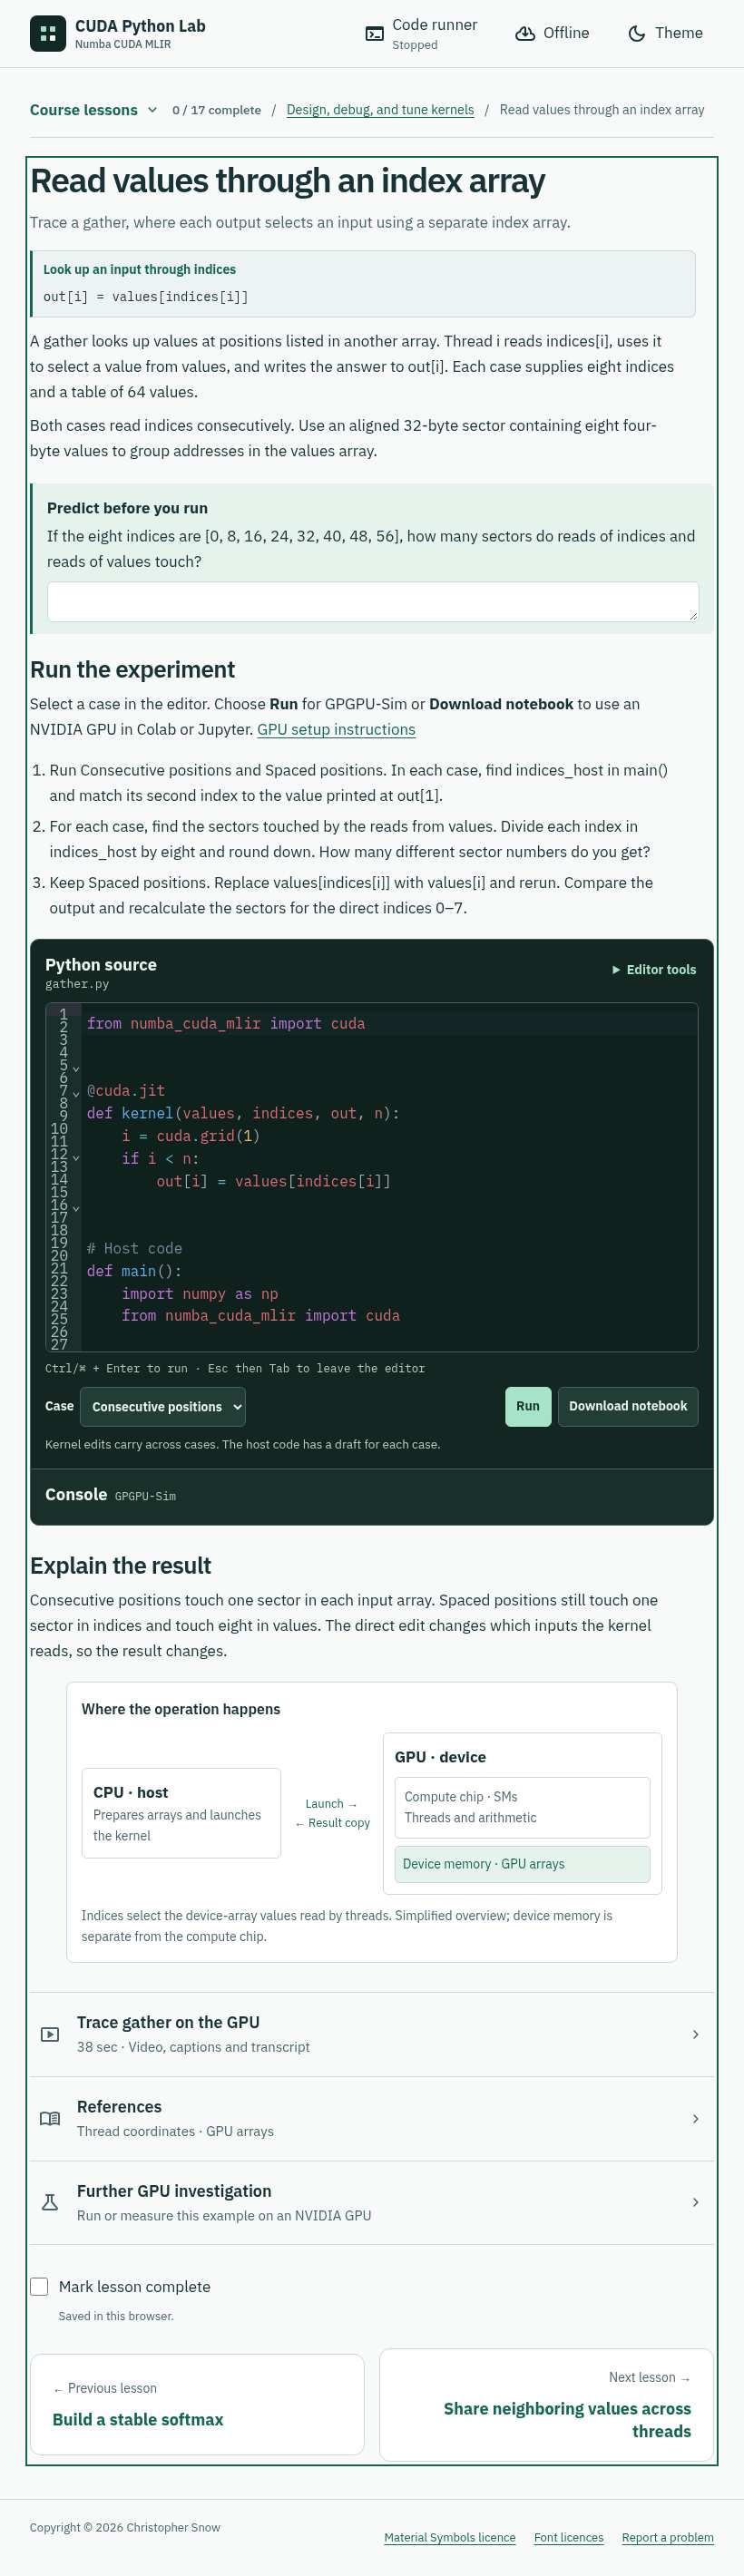 CUDA Python Lab
Numba CUDA MLIR
Code runner
Stopped
Offline
Theme
Course lessons
0 / 17 complete / Design, debug, and tune kernels / Read values through an index array
Read values through an index array
Trace a gather, where each output selects an input using a separate index array.
Look up an input through indices
out[i] = values[indices[i]]
A gather looks up values at positions listed in another array. Thread i reads indices[i], uses it
to select a value from values, and writes the answer to out[i]. Each case supplies eight indices
and a table of 64 values.
Both cases read indices consecutively. Use an aligned 32-byte sector containing eight four-
byte values to group addresses in the values array.
Predict before you run
If the eight indices are [0, 8, 16, 24, 32, 40, 48, 56], how many sectors do reads of indices and
reads of values touch?
Run the experiment
Select a case in the editor. Choose Run for GPGPU-Sim or Download notebook to use an
NVIDIA GPU in Colab or Jupyter. GPU setup instructions
1. Run Consecutive positions and Spaced positions. In each case, find indices_host in main()
and match its second index to the value printed at out[1].
2. For each case, find the sectors touched by the reads from values. Divide each index in
indices_host by eight and round down. How many different sector numbers do you get?
3. Keep Spaced positions. Replace values[indices[i]] with values[i] and rerun. Compare the
output and recalculate the sectors for the direct indices 0–7.
Python source
gather.py
▶ Editor tools
1
2
3
4
5
6
7
8
9
10
11
12
13
14
15
16
17
18
19
20
21
22
23
24
25
26
27
from numba_cuda_mlir import cuda
@cuda.jit
def kernel(values, indices, out, n):
i = cuda.grid(1)
if i < n:
out[i] = values[indices[i]]
# Host code
def main():
import numpy as np
from numba_cuda_mlir import cuda
Ctrl/⌘ + Enter to run · Esc then Tab to leave the editor
Case Consecutive positions
Run
Download notebook
Kernel edits carry across cases. The host code has a draft for each case.
Console GPGPU-Sim
Explain the result
Consecutive positions touch one sector in each input array. Spaced positions still touch one
sector in indices and touch eight in values. The direct edit changes which inputs the kernel
reads, so the result changes.
Where the operation happens
CPU · host
Prepares arrays and launches
the kernel
Launch →
← Result copy
GPU · device
Compute chip · SMs
Threads and arithmetic
Device memory · GPU arrays
Indices select the device-array values read by threads. Simplified overview; device memory is
separate from the compute chip.
Trace gather on the GPU
38 sec · Video, captions and transcript
References
Thread coordinates · GPU arrays
Further GPU investigation
Run or measure this example on an NVIDIA GPU
Mark lesson complete
Saved in this browser.
← Previous lesson
Build a stable softmax
Next lesson →
Share neighboring values across
threads
Copyright © 2026 Christopher Snow
Material Symbols licence
Font licences
Report a problem